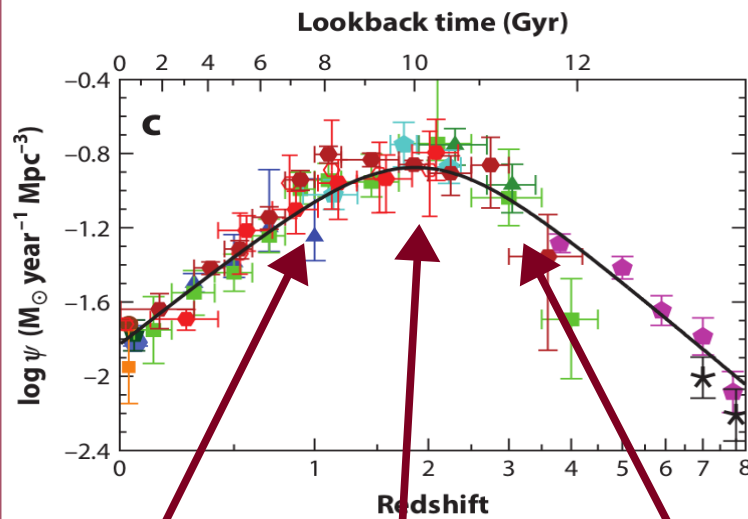 Lookback time (Gyr)
0 2 4 6 8 10 12
−0.4
c
−0.8
−1.2
−1.6
−2
−2.4
log ψ (M⊙ year⁻¹ Mpc⁻³)
0 1 2 3 4 5 6 7 8
Redshift